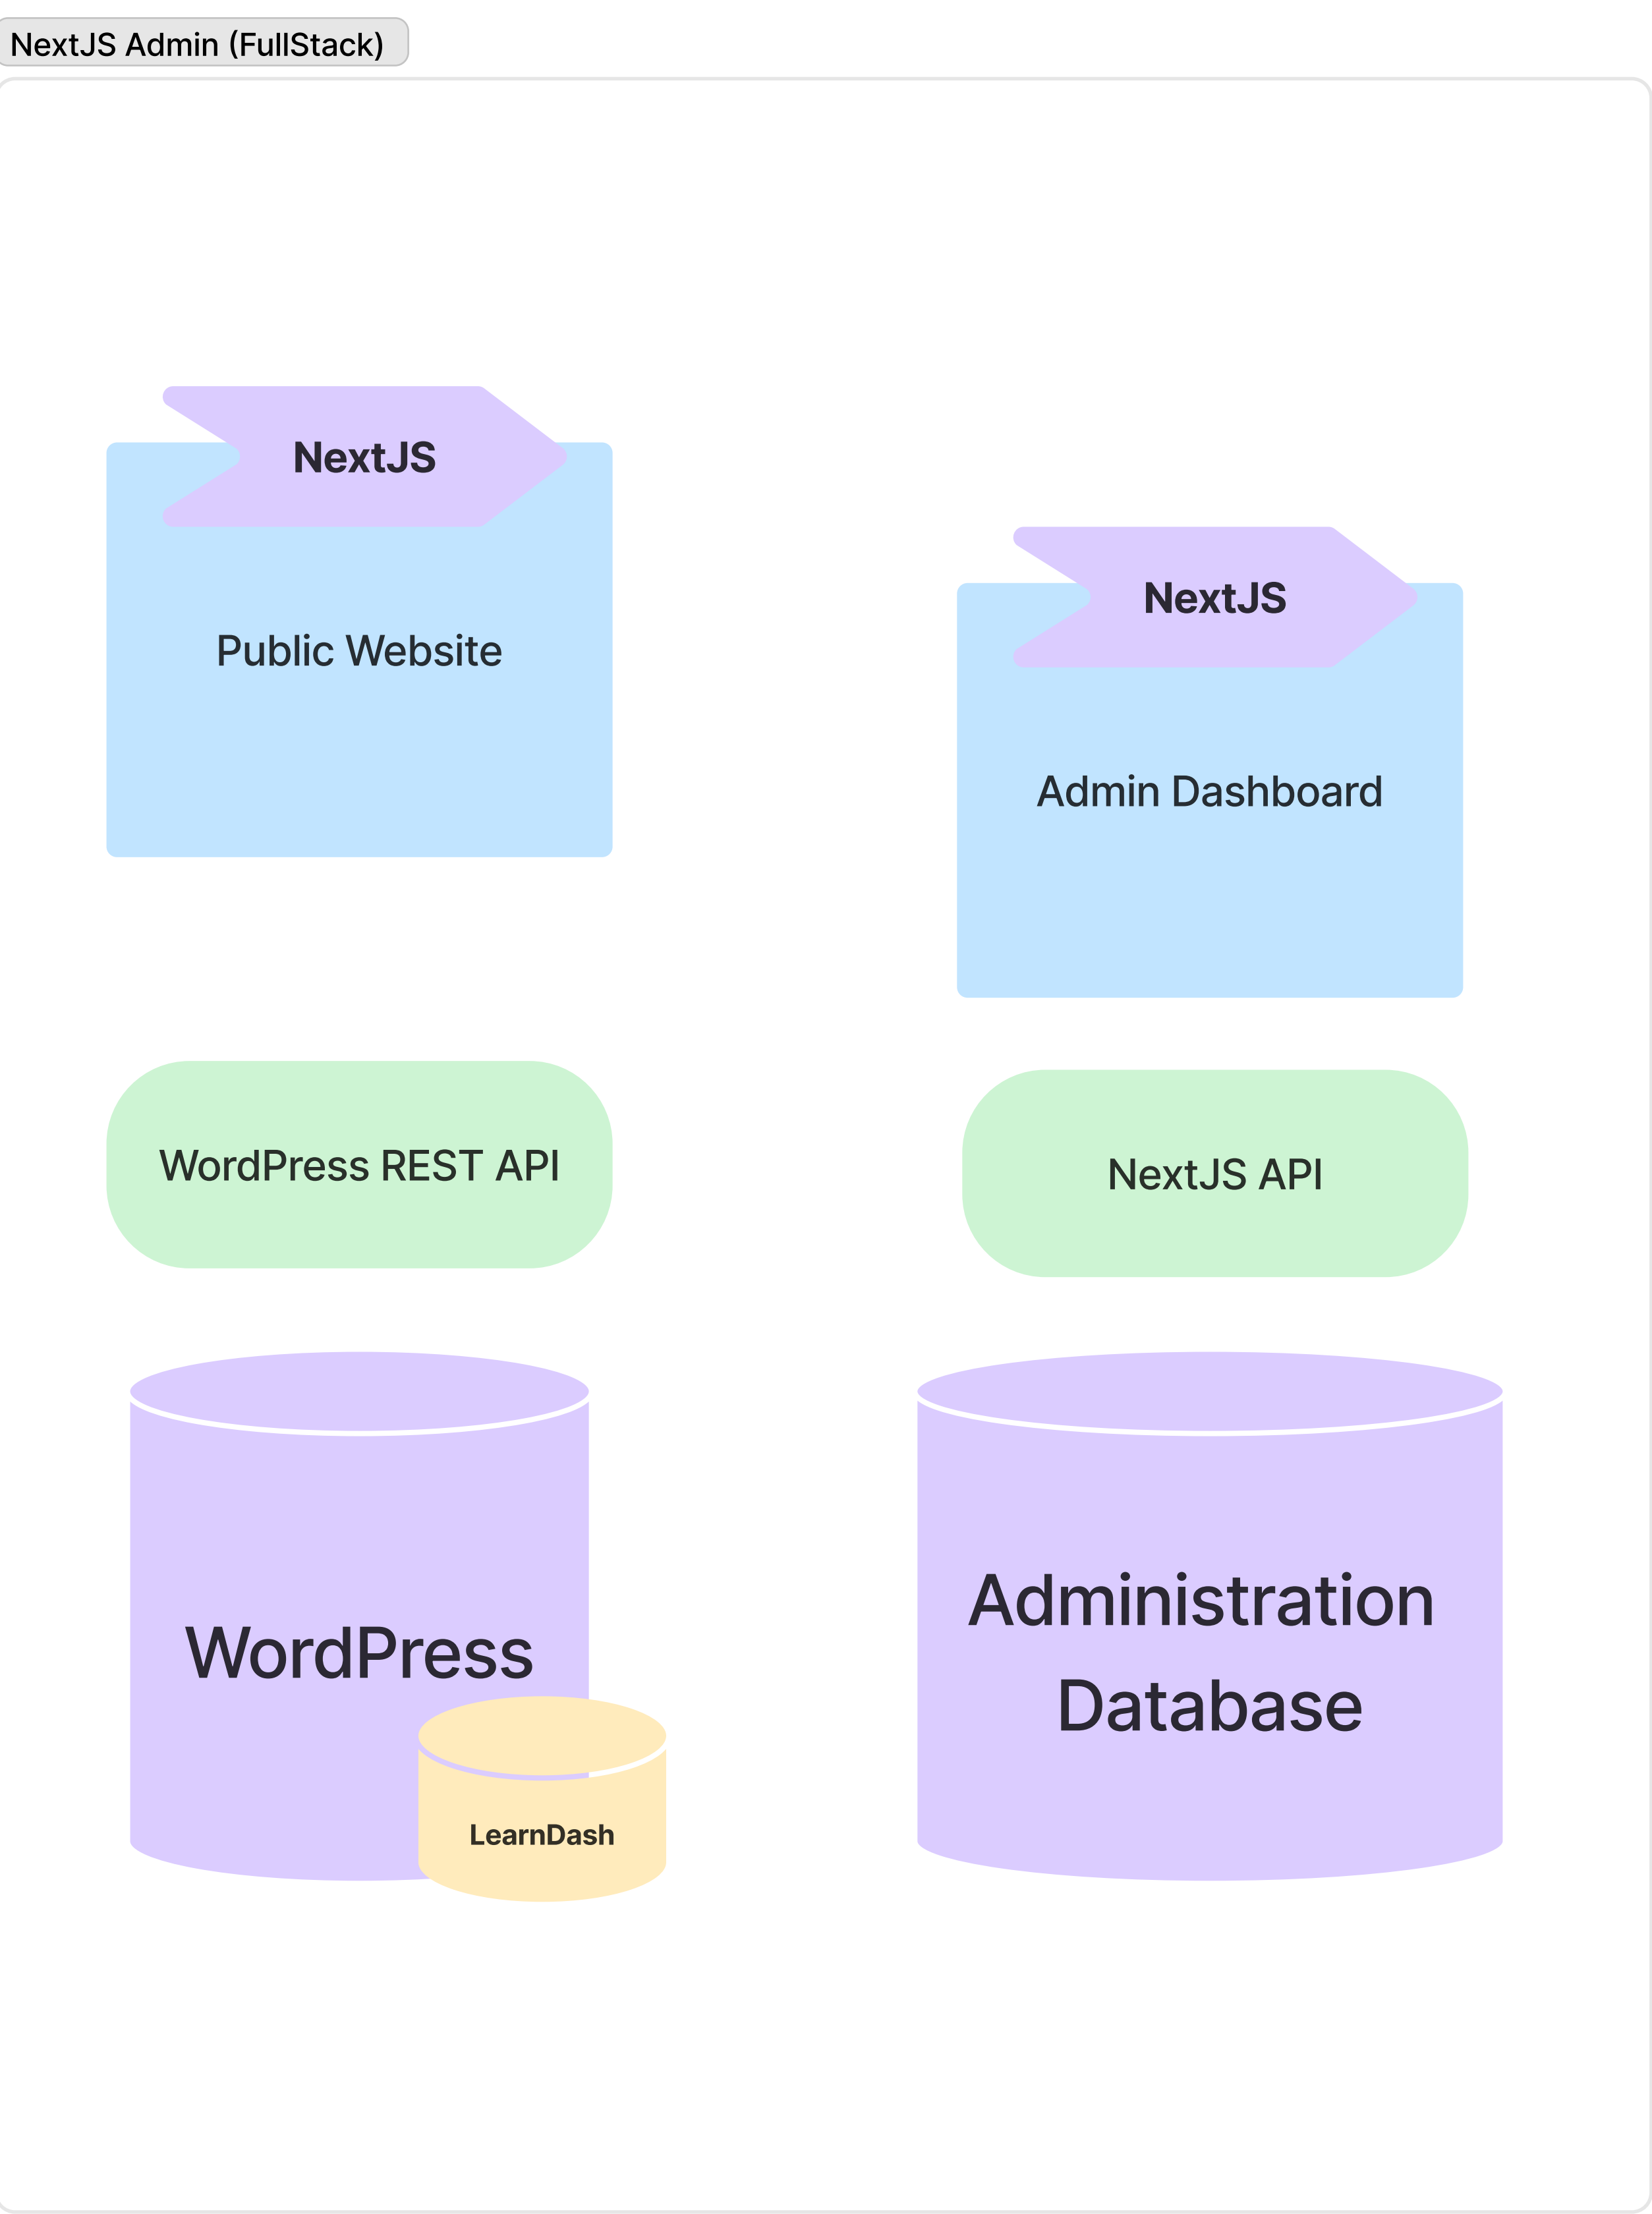 NextJS Admin (FullStack)
NextJS
Public Website
NextJS
Admin Dashboard
WordPress REST API
NextJS API
WordPress
LearnDash
Administration
Database